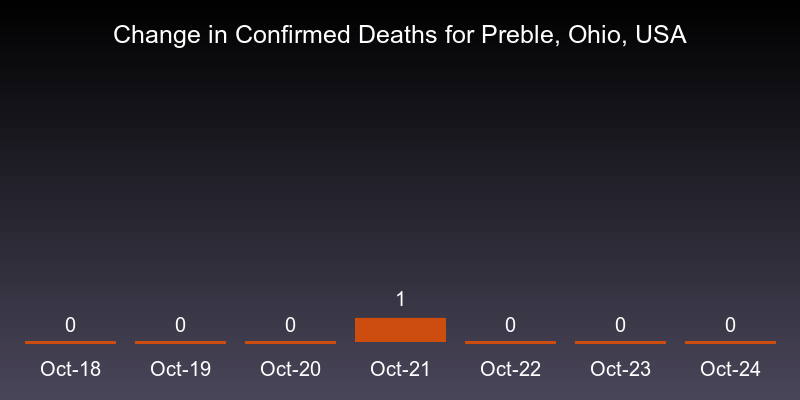 Change in Confirmed Deaths for Preble, Ohio, USA
1
0 0 0 0 0 0
Oct-18 Oct-19 Oct-20 Oct-21 Oct-22 Oct-23 Oct-24